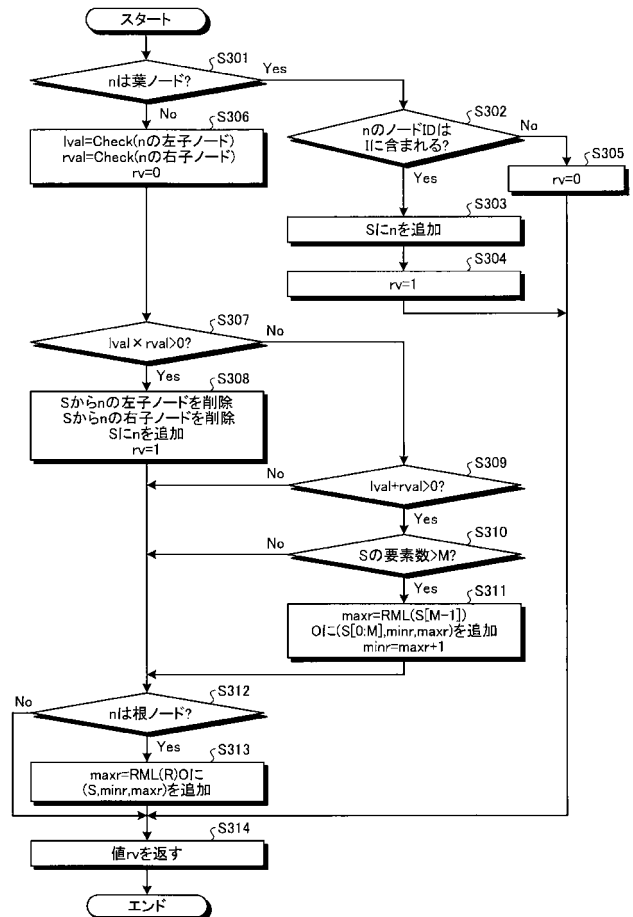 スタート
S301
nは葉ノード?
Yes
No
S306
lval=Check(nの左子ノード)
rval=Check(nの右子ノード)
rv=0
S302
nのノードIDは
Iに含まれる?
No
Yes
S305
rv=0
S303
Sにnを追加
S304
rv=1
S307
lval×rval>0?
No
Yes
S308
Sからnの左子ノードを削除
Sからnの右子ノードを削除
Sにnを追加
rv=1
S309
No
lval+rval>0?
Yes
S310
No
Sの要素数>M?
Yes
S311
maxr=RML(S[M-1])
Oに(S[0:M],minr,maxr)を追加
minr=maxr+1
S312
No
nは根ノード?
Yes
S313
maxr=RML(R)Oに
(S,minr,maxr)を追加
S314
値rvを返す
エンド